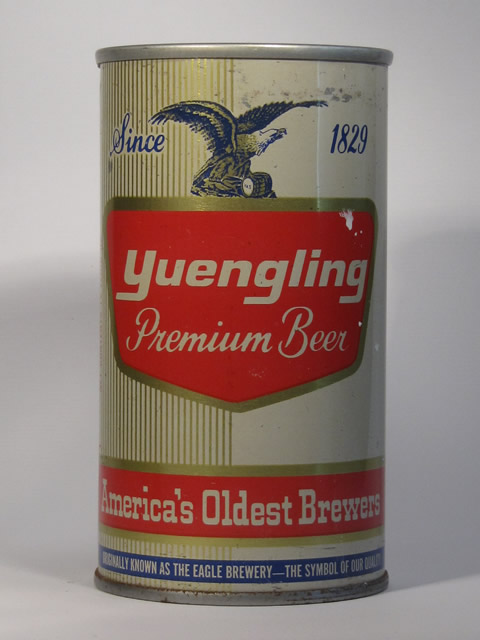 Since 1829
Yuengling
Premium Beer
America's Oldest Brewers
ORIGINALLY KNOWN AS THE EAGLE BREWERY—THE SYMBOL OF OUR QUALITY